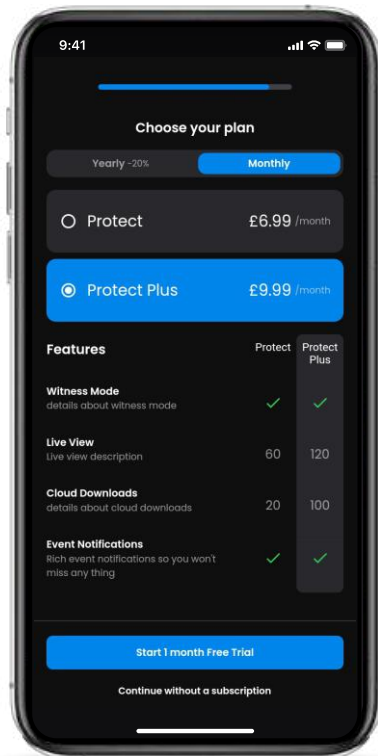 9:41
Choose your plan
Yearly -20% Monthly
Protect £6.99 /month
Protect Plus £9.99 /month
Features Protect Protect
Plus
Witness Mode
details about witness mode
Live View
Live view description 60 120
Cloud Downloads
details about cloud downloads 20 100
Event Notifications
Rich event notifications so you won't
miss any thing
Start 1 month Free Trial
Continue without a subscription